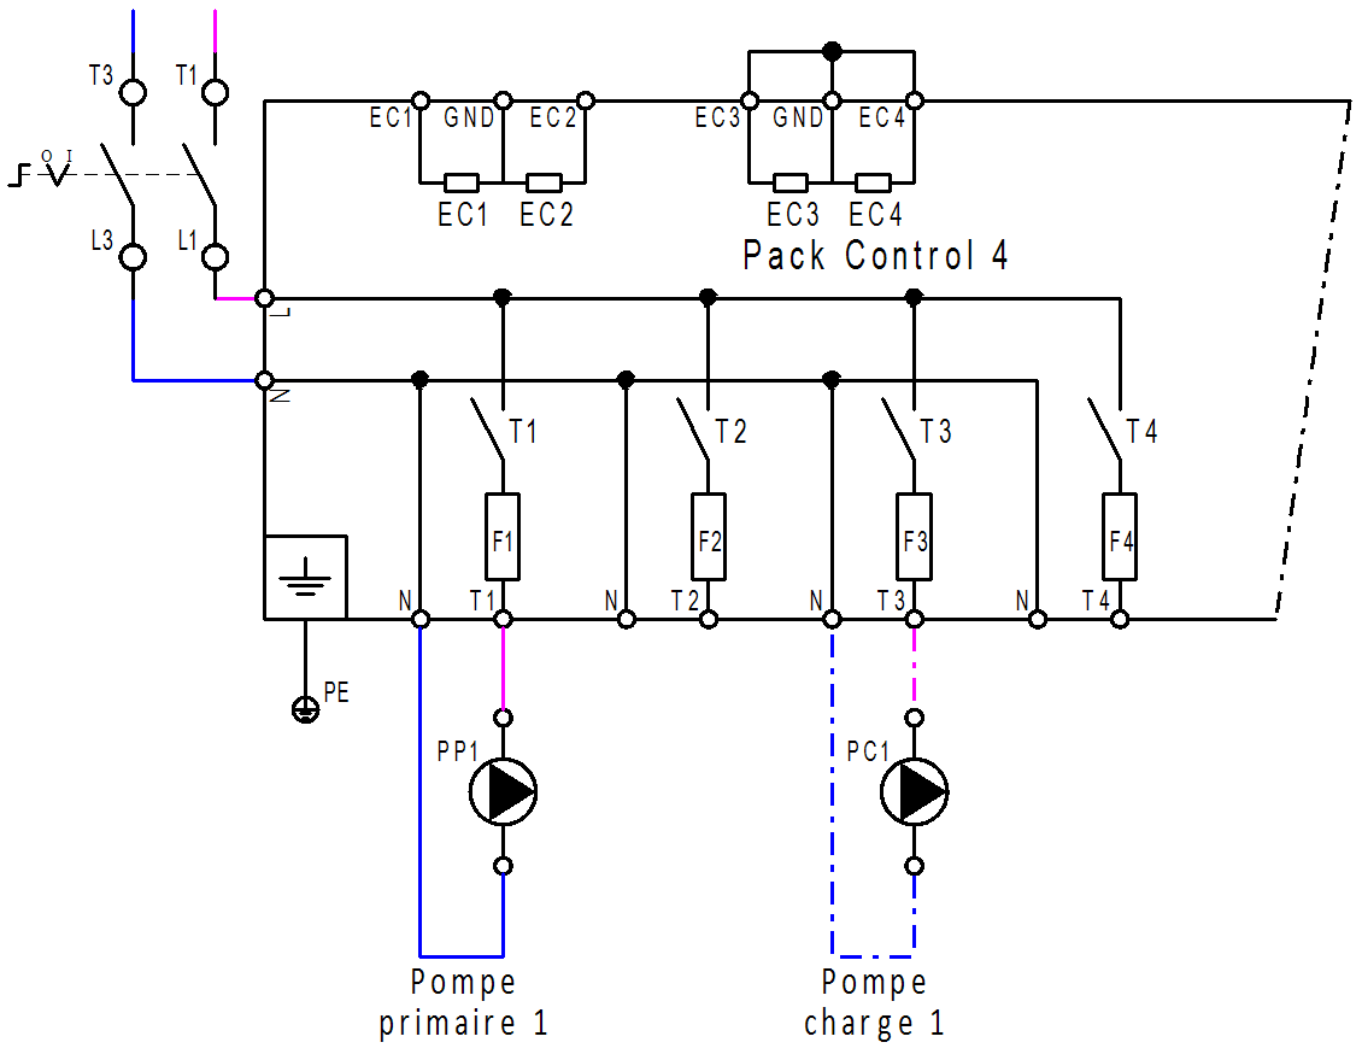 T3 T1
EC1 GND EC2 EC3 GND EC4
O I
EC1 EC2 EC3 EC4
L3 L1
Pack Control 4
L
N
T1 T2 T3 T4
F1 F2 F3 F4
N T1 N T2 N T3 N T4
PE
PP1 PC1
Pompe
primaire 1
Pompe
charge 1